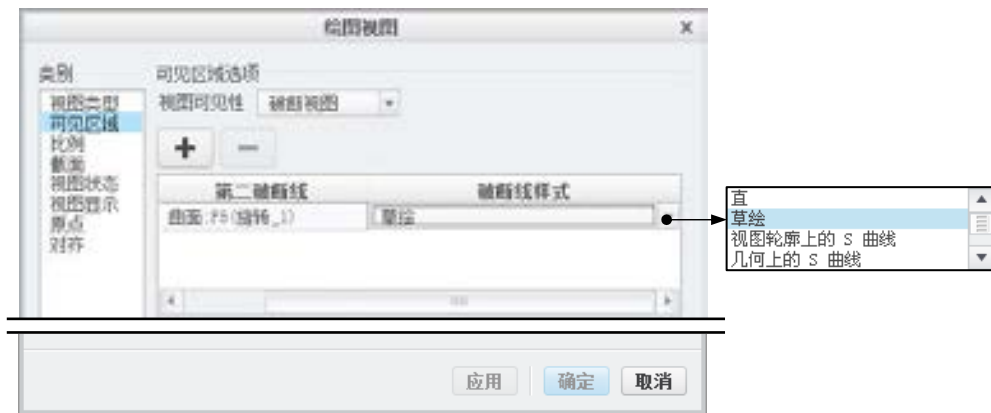 绘图视图
类别
视图类型
可见区域
比例
截面
视图状态
视图显示
原点
对齐
可见区域选项
视图可见性 破断视图
第二破断线 破断线样式
曲面:F5(旋转_1) 草绘
直
草绘
视图轮廓上的 S 曲线
几何上的 S 曲线
应用 确定 取消